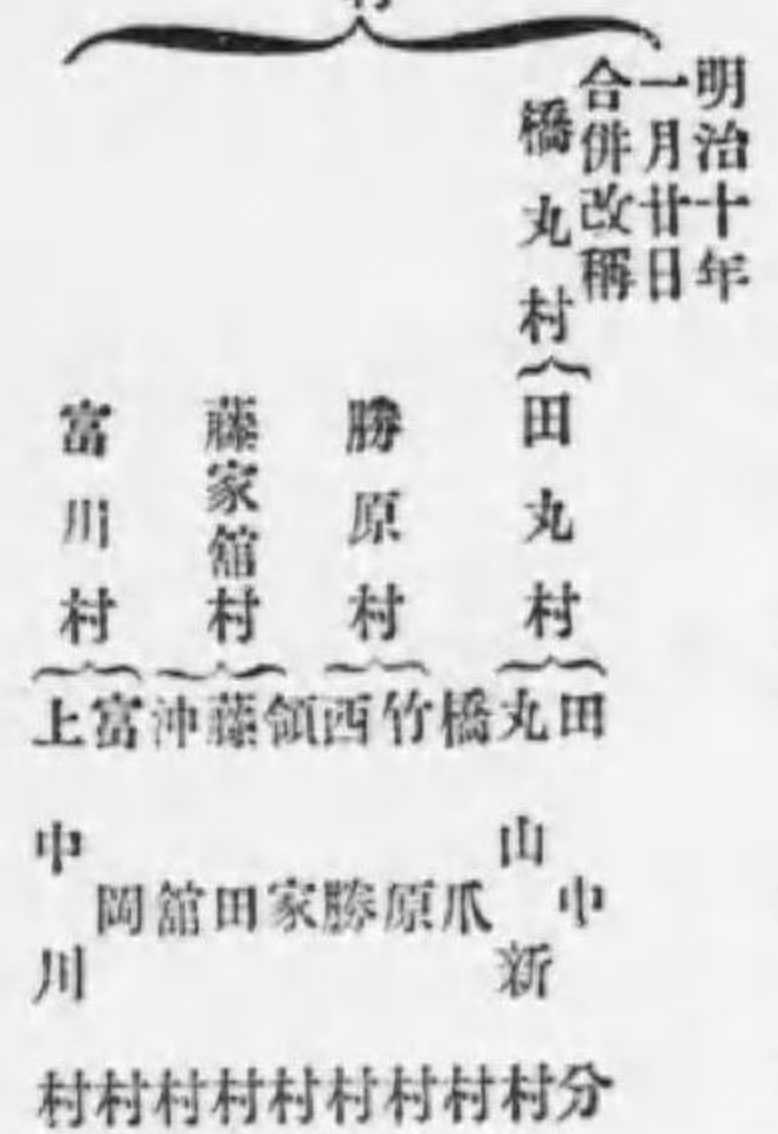 明治十年
一月廿日
合併改稱
橋丸村
田丸村
田中分
丸山新村
橋爪村
勝原村
竹原村
西勝村
藤家舘村
領家村
藤田村
沖舘村
富川村
富岡村
上中川村